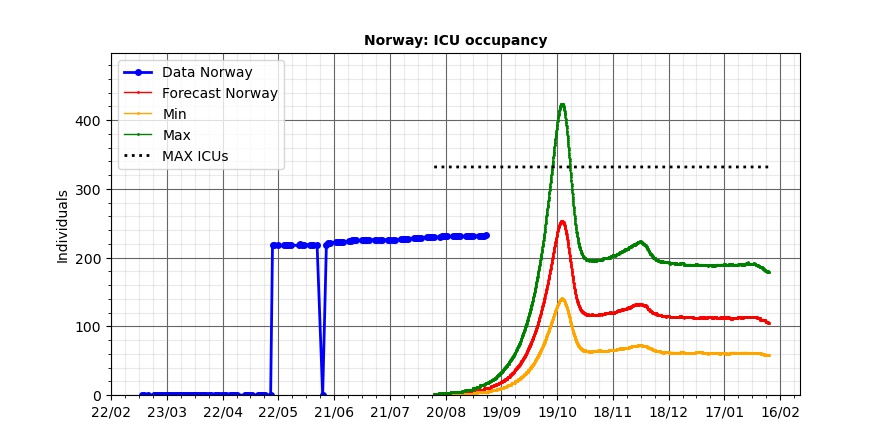 Norway: ICU occupancy
Data Norway
Forecast Norway
Min
Max
MAX ICUs
Individuals
400
300
200
100
0
22/02 23/03 22/04 22/05 21/06 21/07 20/08 19/09 19/10 18/11 18/12 17/01 16/02